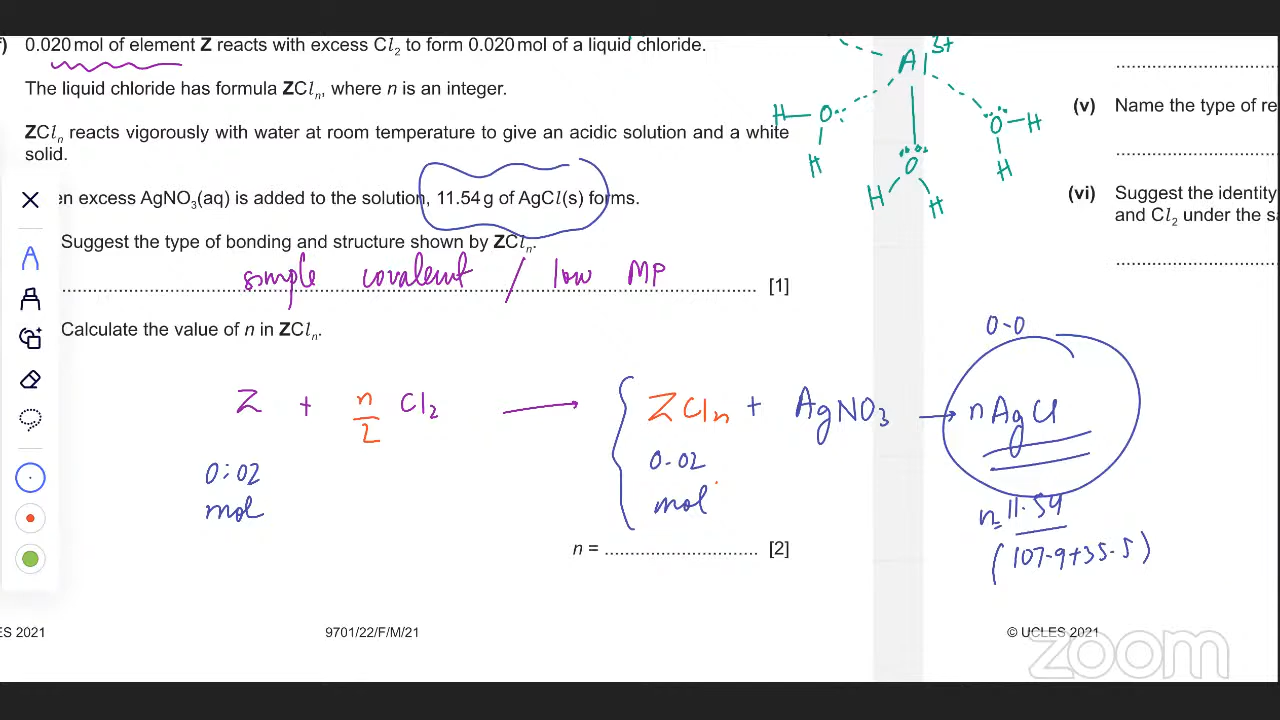 f) 0.020 mol of element Z reacts with excess Cl₂ to form 0.020 mol of a liquid chloride.
The liquid chloride has formula ZClₙ, where n is an integer.
ZClₙ reacts vigorously with water at room temperature to give an acidic solution and a white
solid.
en excess AgNO₃(aq) is added to the solution, 11.54 g of AgCl(s) forms.
Suggest the type of bonding and structure shown by ZClₙ.
simple covalent / low MP
[1]
Calculate the value of n in ZClₙ.
Z + n/2 Cl2 → { ZCln + AgNO3 → nAgCl
0.02 mol
0.02 mol
0.0
n = 11.54
(107.9+35.5)
n = [2]
ES 2021
9701/22/F/M/21
Al 3+
H O H
H O H
O
H H
(v) Name the type of re
(vi) Suggest the identity
and Cl₂ under the s
© UCLES 2021
zoom